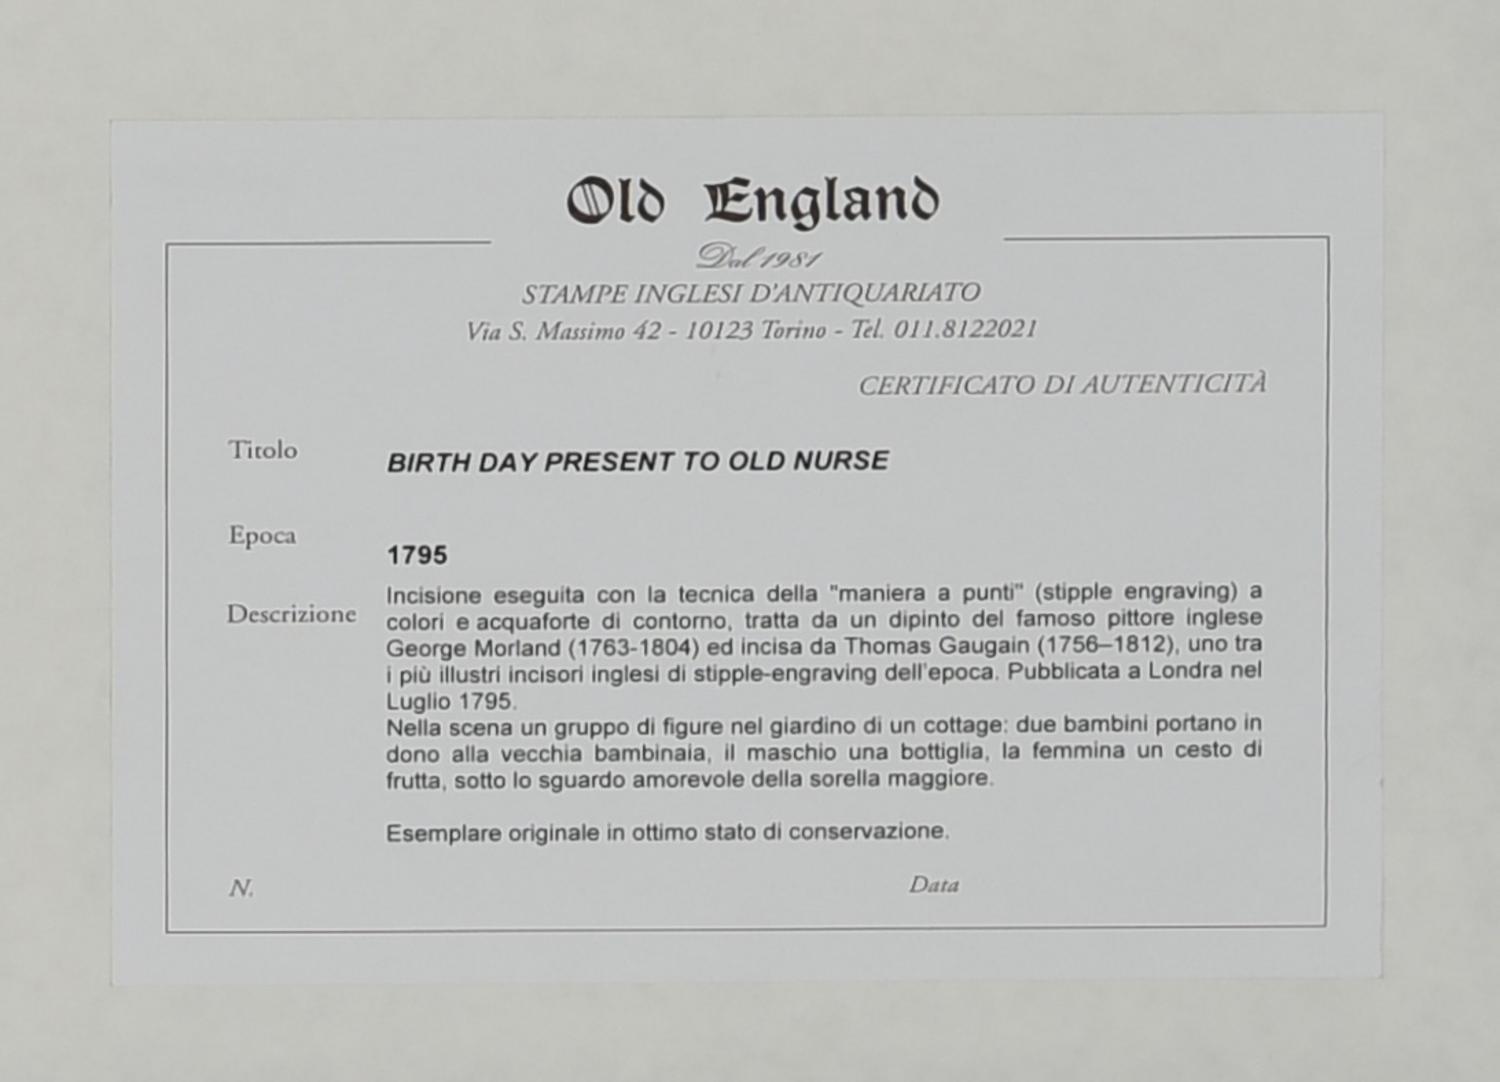 Old England
Dal 1981
STAMPE INGLESI D'ANTIQUARIATO
Via S. Massimo 42 - 10123 Torino - Tel. 011.8122021
CERTIFICATO DI AUTENTICITÀ
Titolo
BIRTH DAY PRESENT TO OLD NURSE
Epoca
1795
Descrizione
Incisione eseguita con la tecnica della "maniera a punti" (stipple engraving) a
colori e acquaforte di contorno, tratta da un dipinto del famoso pittore inglese
George Morland (1763-1804) ed incisa da Thomas Gaugain (1756–1812), uno tra
i più illustri incisori inglesi di stipple-engraving dell'epoca. Pubblicata a Londra nel
Luglio 1795.
Nella scena un gruppo di figure nel giardino di un cottage: due bambini portano in
dono alla vecchia bambinaia, il maschio una bottiglia, la femmina un cesto di
frutta, sotto lo sguardo amorevole della sorella maggiore.
Esemplare originale in ottimo stato di conservazione.
N.
Data